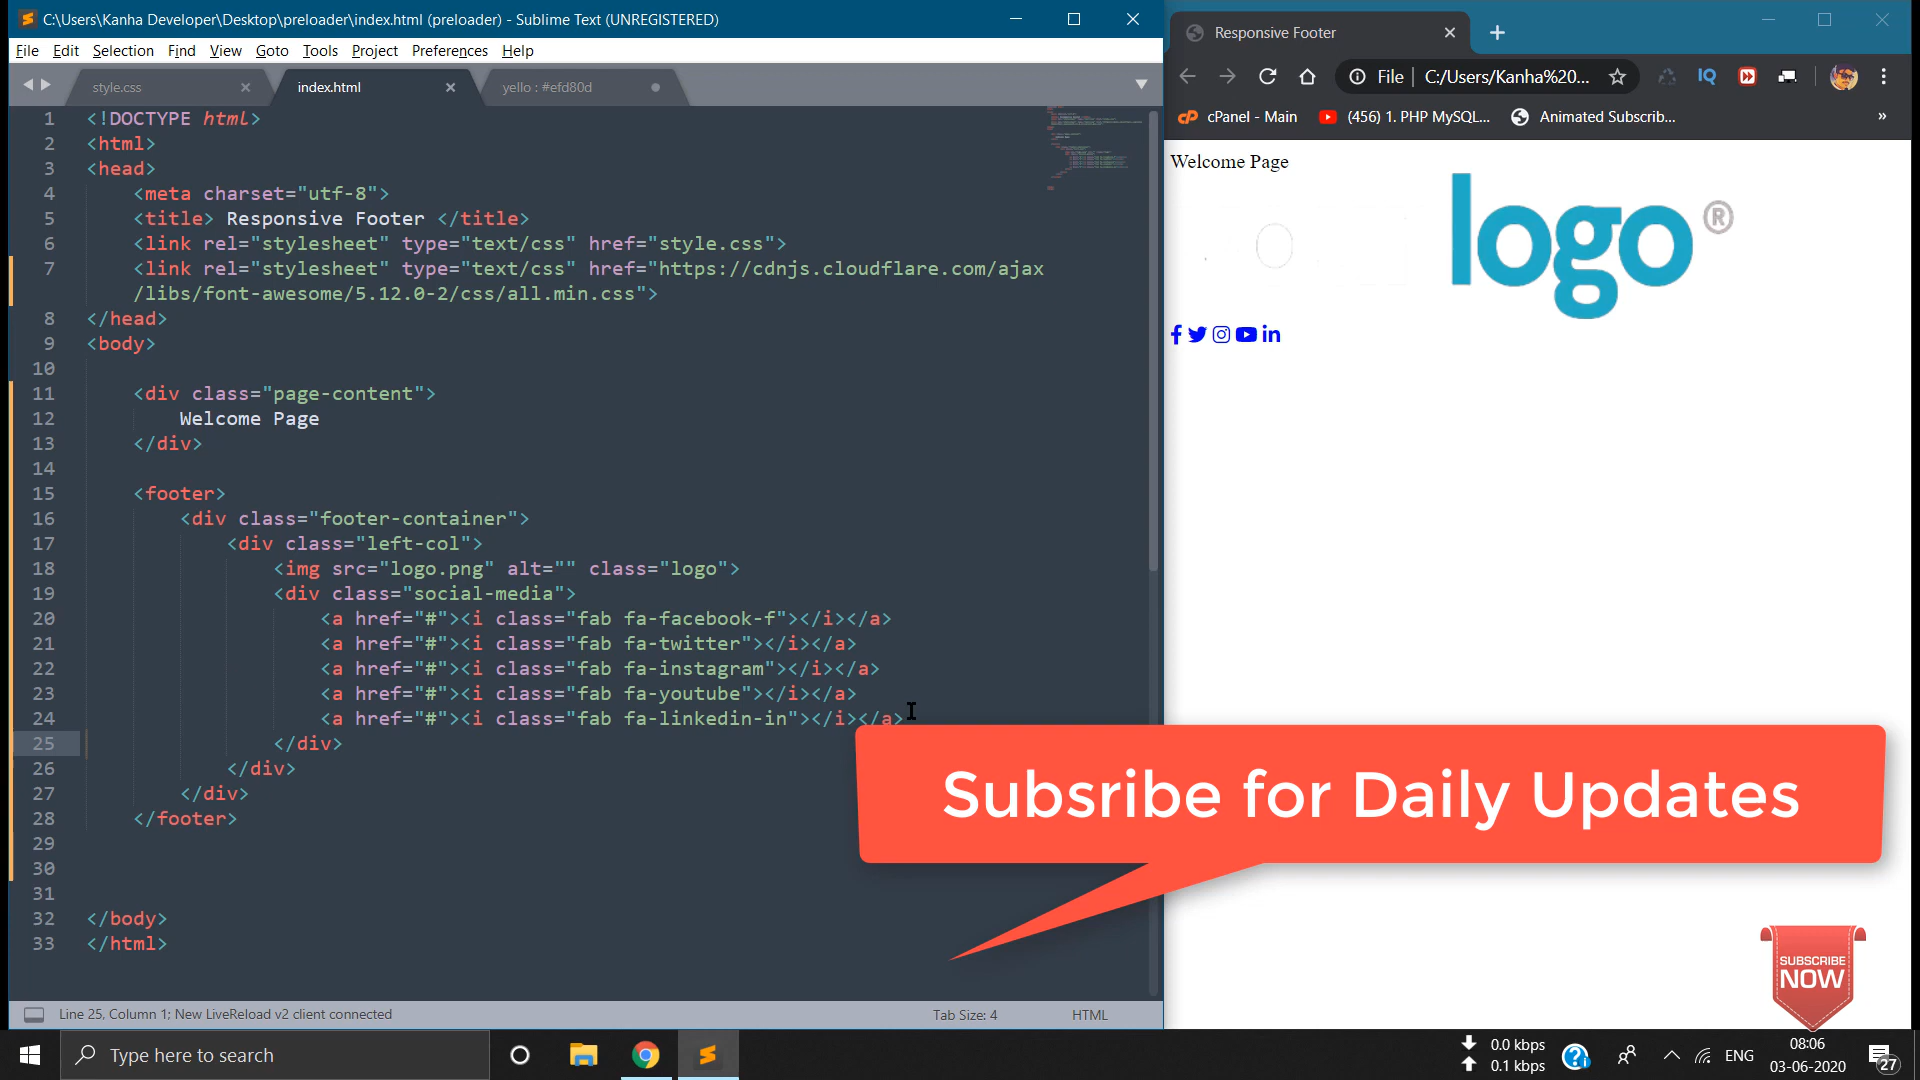 C:\Users\Kanha Developer\Desktop\preloader\index.html (preloader) - Sublime Text (UNREGISTERED)
File Edit Selection Find View Goto Tools Project Preferences Help
style.css index.html yello : #efd80d
1 <!DOCTYPE html>
2 <html>
3 <head>
4 <meta charset="utf-8">
5 <title> Responsive Footer </title>
6 <link rel="stylesheet" type="text/css" href="style.css">
7 <link rel="stylesheet" type="text/css" href="https://cdnjs.cloudflare.com/ajax
/libs/font-awesome/5.12.0-2/css/all.min.css">
8 </head>
9 <body>
10
11 <div class="page-content">
12 Welcome Page
13 </div>
14
15 <footer>
16 <div class="footer-container">
17 <div class="left-col">
18 <img src="logo.png" alt="" class="logo">
19 <div class="social-media">
20 <a href="#"><i class="fab fa-facebook-f"></i></a>
21 <a href="#"><i class="fab fa-twitter"></i></a>
22 <a href="#"><i class="fab fa-instagram"></i></a>
23 <a href="#"><i class="fab fa-youtube"></i></a>
24 <a href="#"><i class="fab fa-linkedin-in"></i></a>
25 </div>
26 </div>
27 </div>
28 </footer>
29
30
31
32 </body>
33 </html>
Line 25, Column 1; New LiveReload v2 client connected Tab Size: 4 HTML
Responsive Footer
File C:/Users/Kanha%20... IQ
cP cPanel - Main (456) 1. PHP MySQL... Animated Subscrib... »
Welcome Page
logo ®
Subsribe for Daily Updates
SUBSCRIBE
NOW
Type here to search
0.0 kbps
0.1 kbps
ENG
08:06
03-06-2020
27